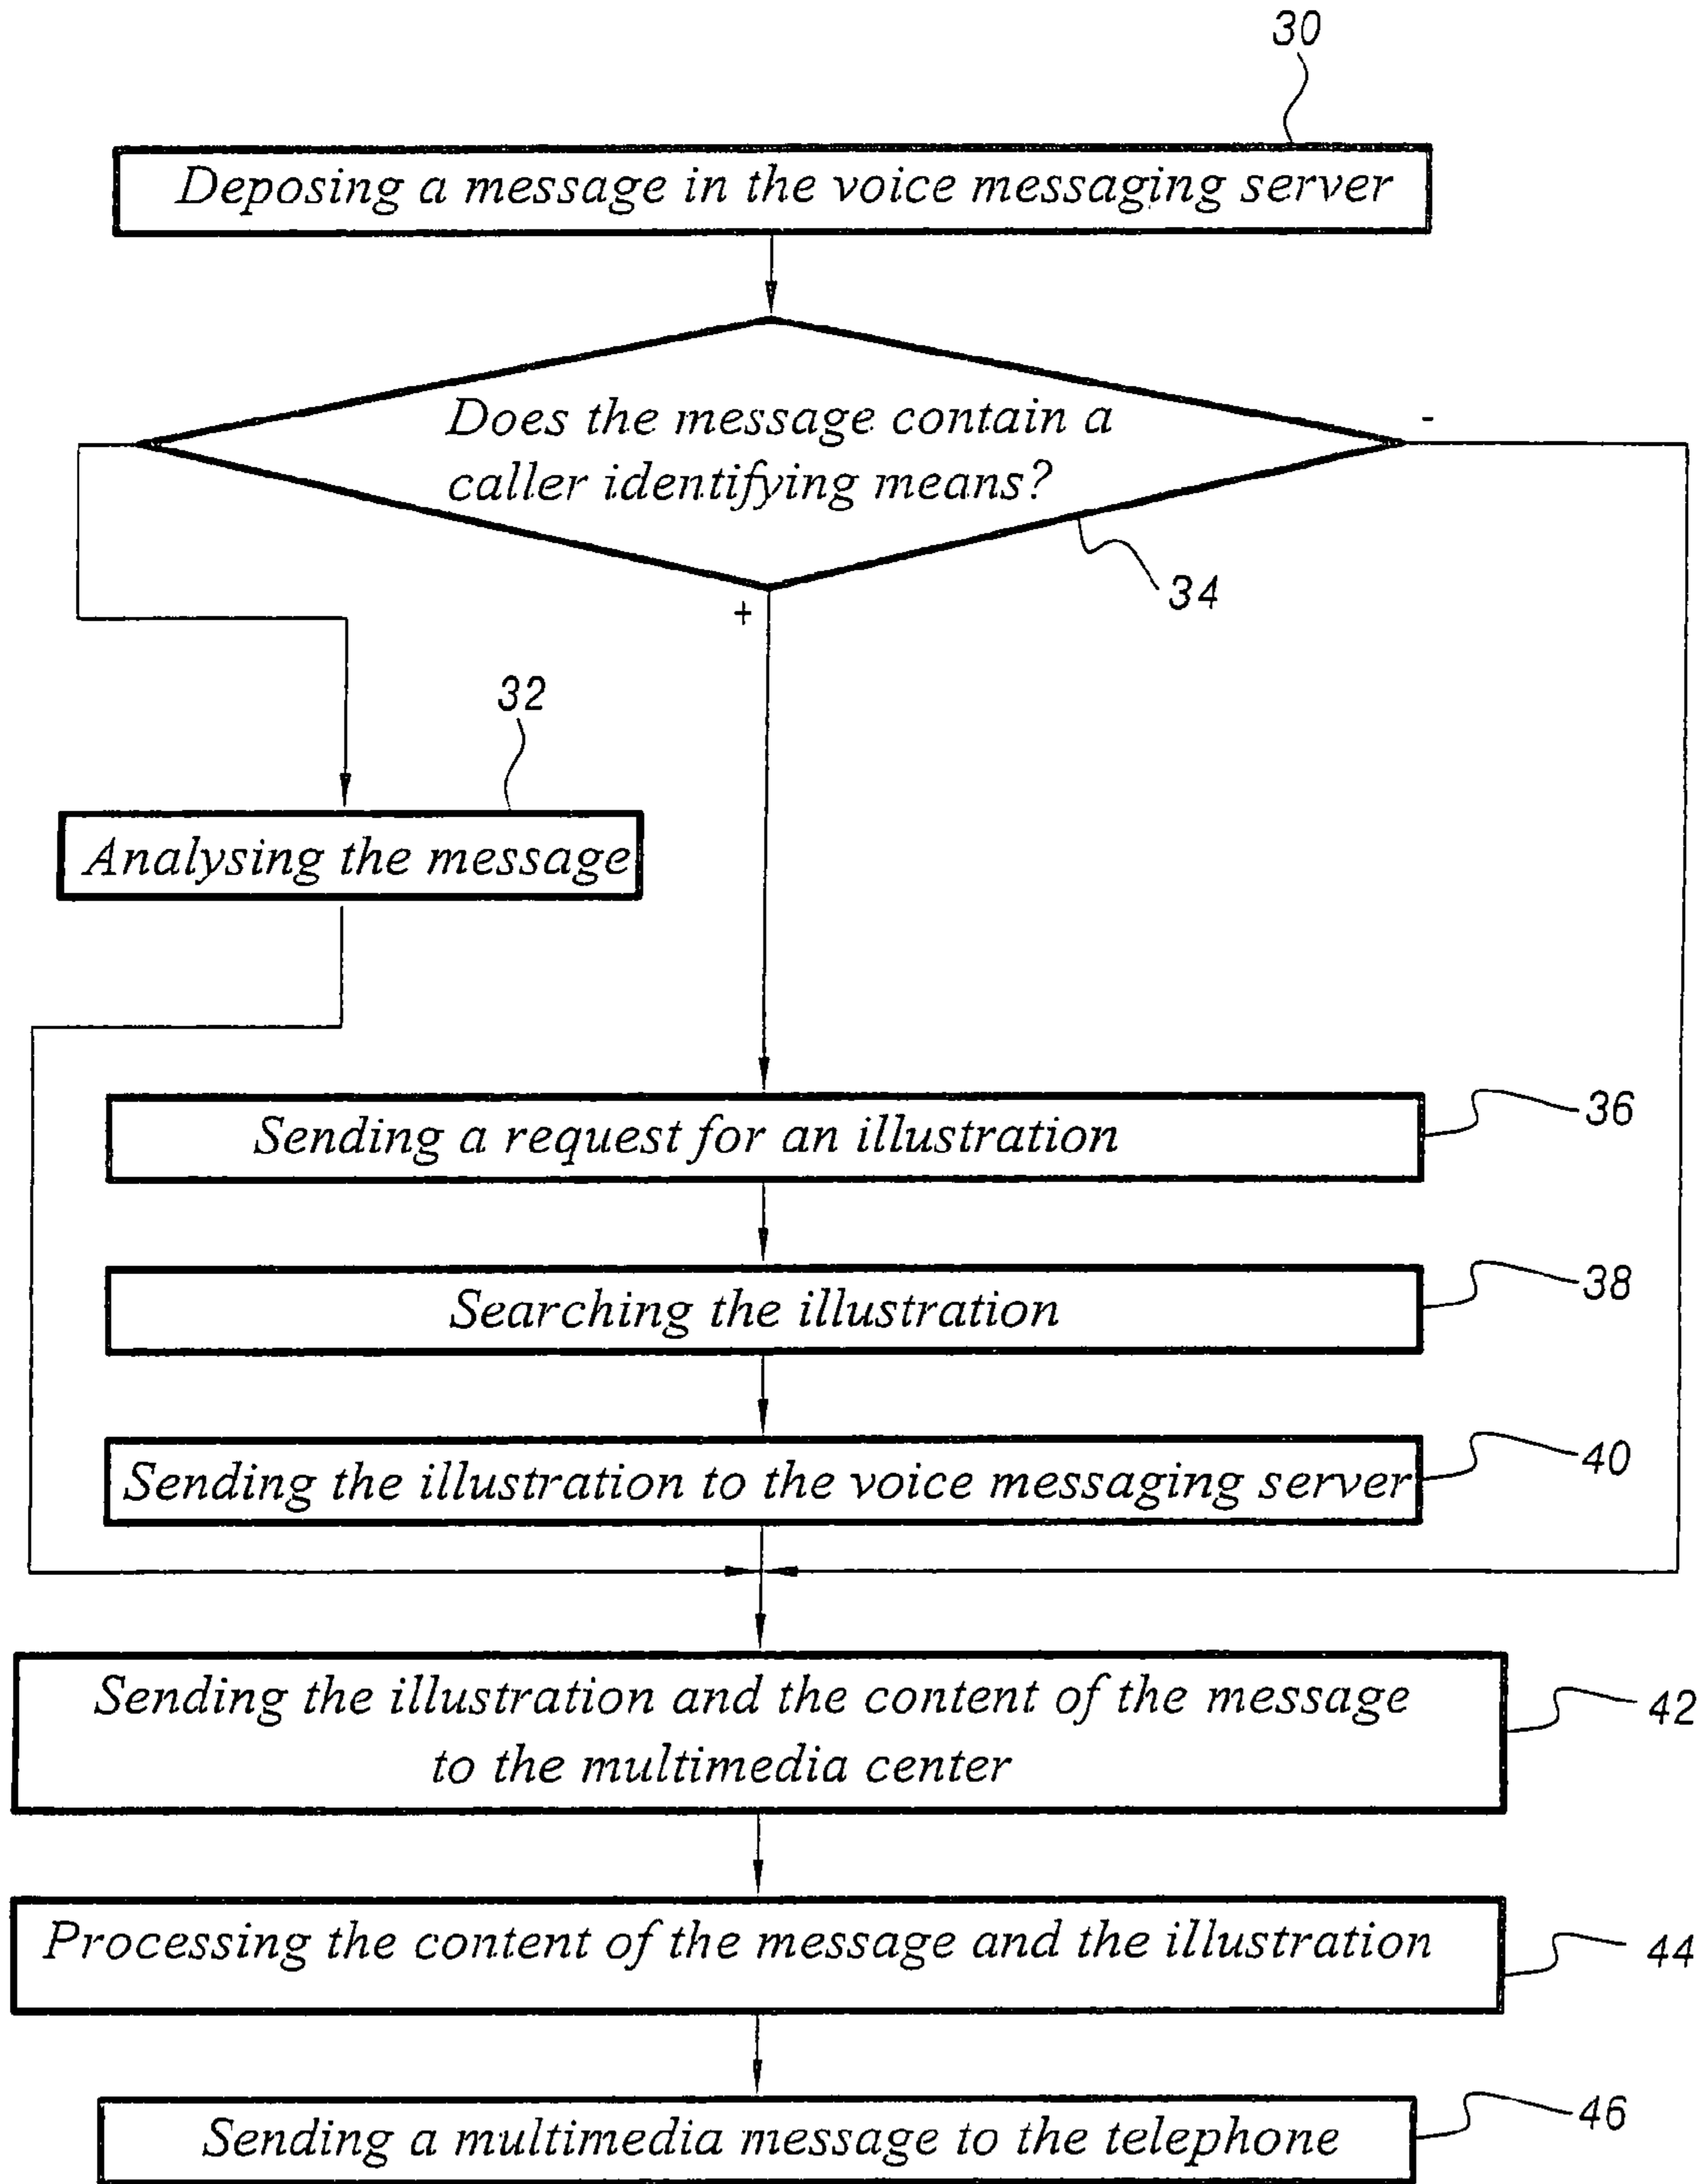 30
Deposing a message in the voice messaging server
Does the message contain a
caller identifying means?
-
34
+
32
Analysing the message
Sending a request for an illustration
36
Searching the illustration
38
Sending the illustration to the voice messaging server
40
Sending the illustration and the content of the message
to the multimedia center
42
Processing the content of the message and the illustration
44
Sending a multimedia message to the telephone
46